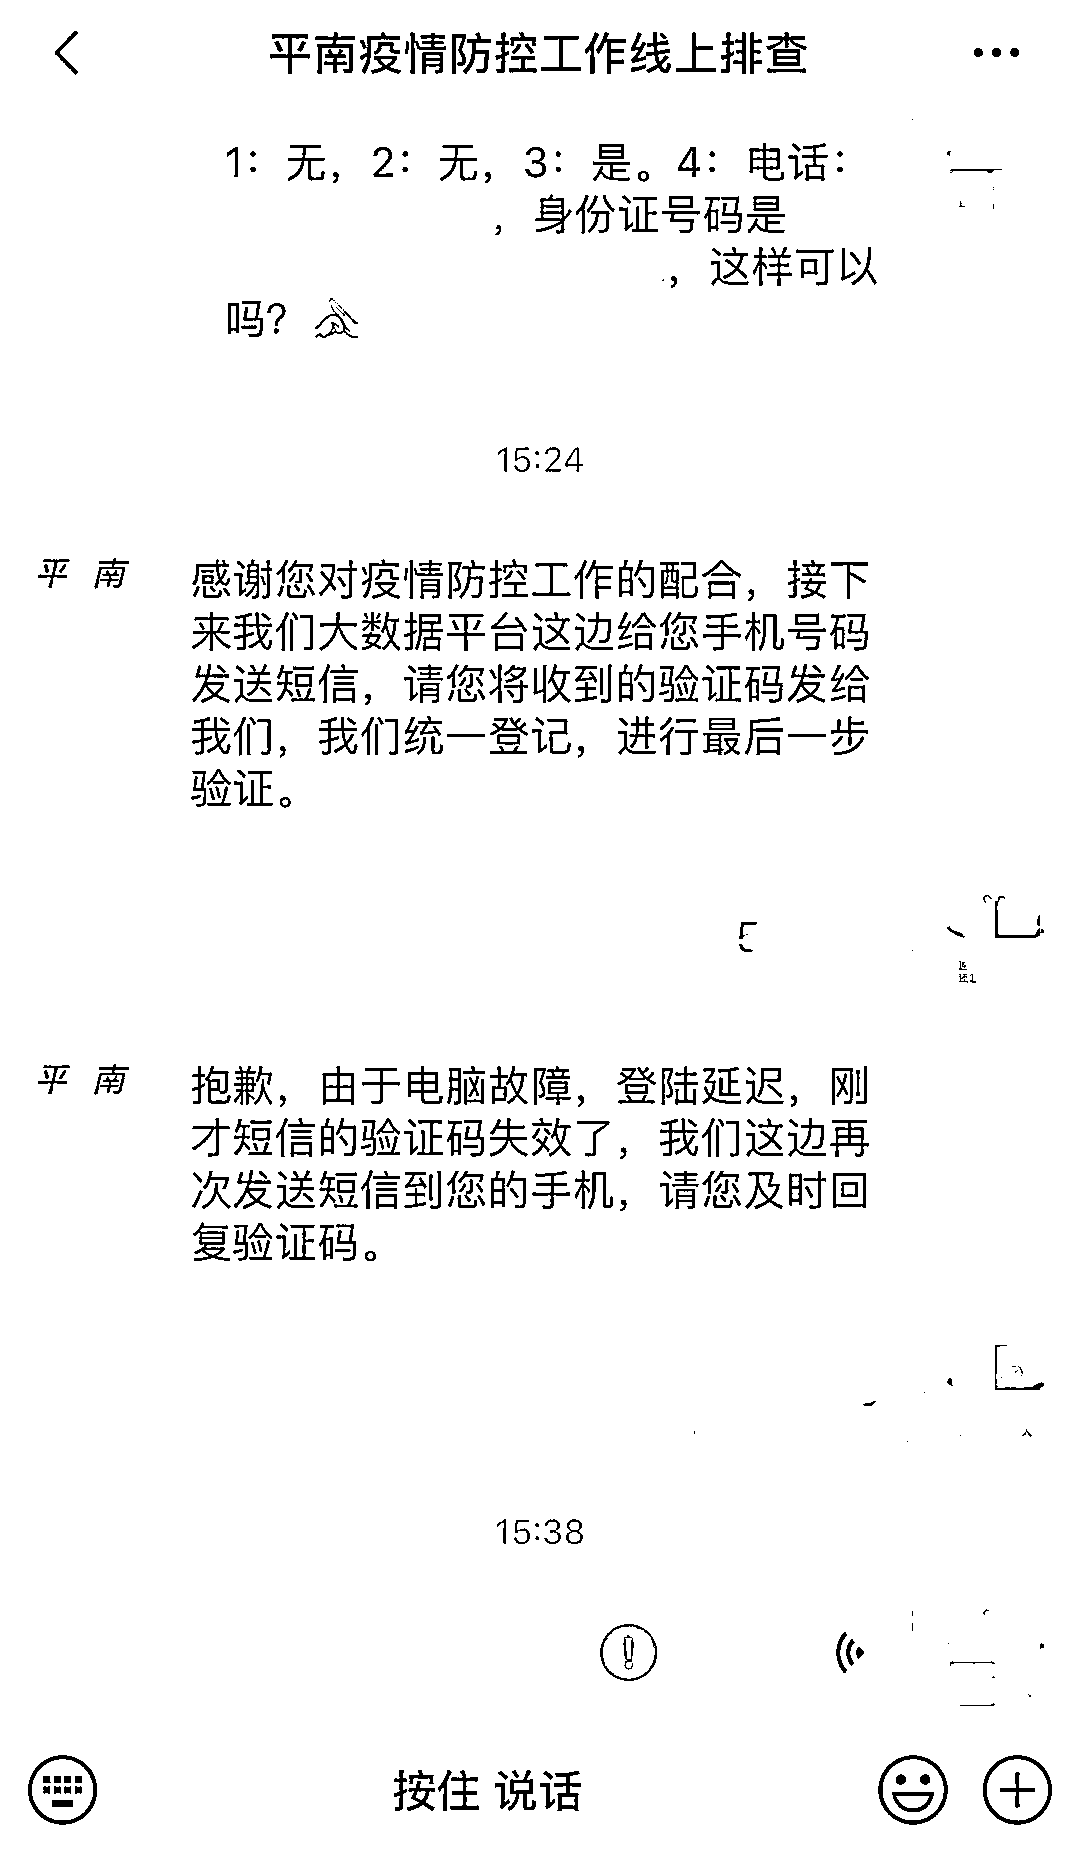 平南疫情防控工作线上排查
1：无，2：无，3：是。4：电话：
，身份证号码是
，这样可以
吗？
15:24
平 南
感谢您对疫情防控工作的配合，接下
来我们大数据平台这边给您手机号码
发送短信，请您将收到的验证码发给
我们，我们统一登记，进行最后一步
验证。
5
平 南
抱歉，由于电脑故障，登陆延迟，刚
才短信的验证码失效了，我们这边再
次发送短信到您的手机，请您及时回
复验证码。
15:38
按住 说话